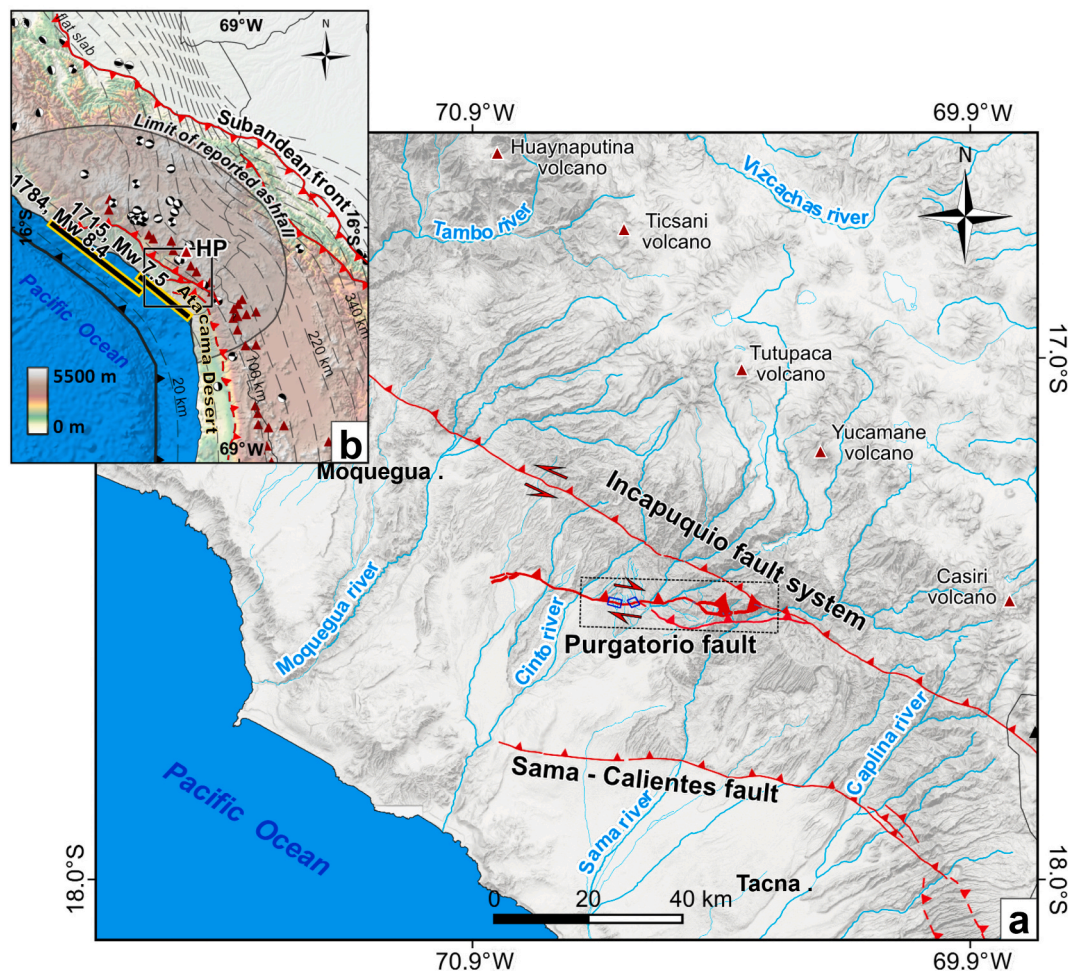 69°W
N
flat slab
Subandean front
Limit of reported ashfall
16°S
16°S
1784, Mw 8.4
1715, Mw 7.5
HP
Atacama Desert
Pacific Ocean
340 km
220 km
100 km
20 km
5500 m
0 m
69°W
b
70.9°W
69.9°W
N
Huaynaputina
volcano
Vizcachas river
Tambo river
Ticsani
volcano
17.0°S
Tutupaca
volcano
Yucamane
volcano
Moquegua .
Incapuquio fault system
Casiri
volcano
Moquegua river
Cinto river
Purgatorio fault
Caplina river
Sama - Calientes fault
Pacific Ocean
Sama river
18.0°S
Tacna .
18.0°S
0 20 40 km
a
70.9°W
69.9°W